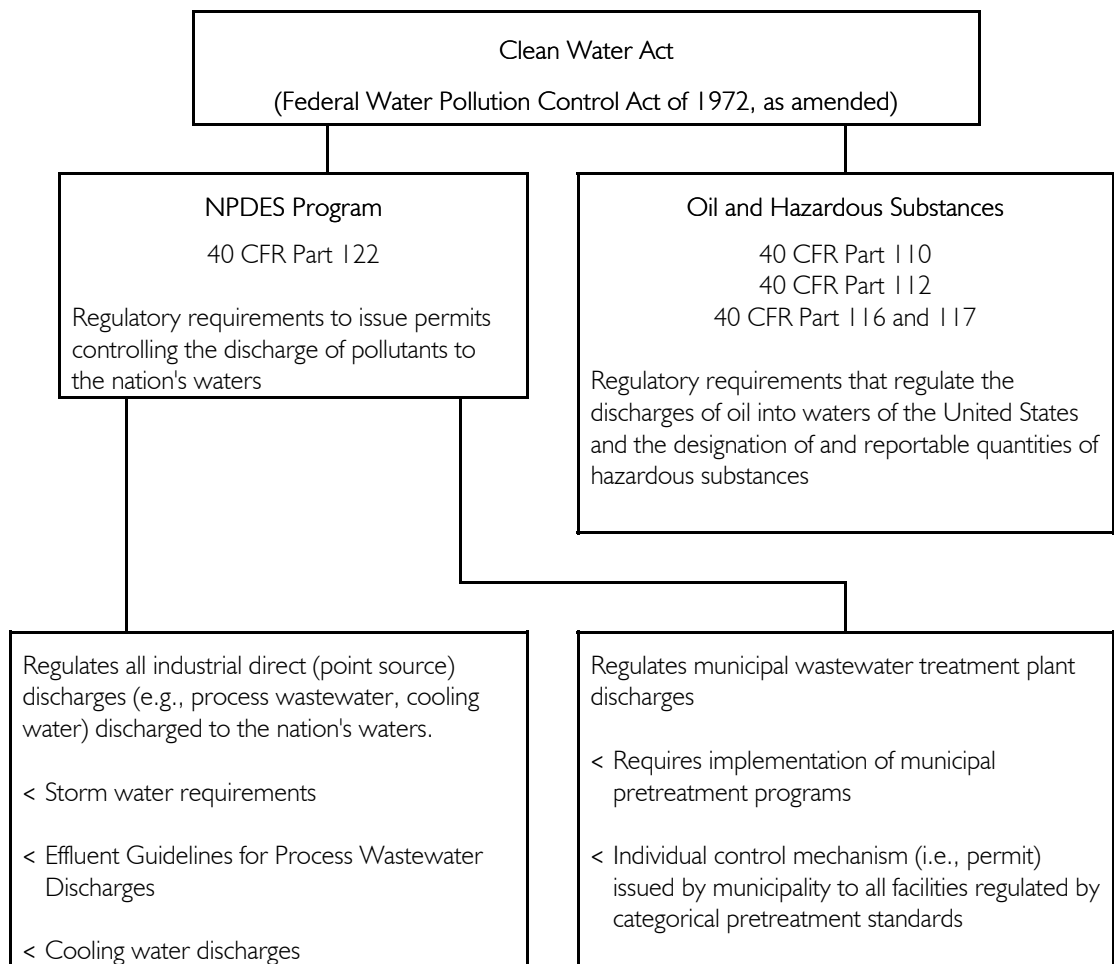 Clean Water Act
(Federal Water Pollution Control Act of 1972, as amended)
NPDES Program
40 CFR Part 122
Regulatory requirements to issue permits
controlling the discharge of pollutants to
the nation's waters
Oil and Hazardous Substances
40 CFR Part 110
40 CFR Part 112
40 CFR Part 116 and 117
Regulatory requirements that regulate the
discharges of oil into waters of the United States
and the designation of and reportable quantities of
hazardous substances
Regulates all industrial direct (point source)
discharges (e.g., process wastewater, cooling
water) discharged to the nation's waters.
< Storm water requirements
< Effluent Guidelines for Process Wastewater
Discharges
< Cooling water discharges
Regulates municipal wastewater treatment plant
discharges
< Requires implementation of municipal
pretreatment programs
< Individual control mechanism (i.e., permit)
issued by municipality to all facilities regulated by
categorical pretreatment standards